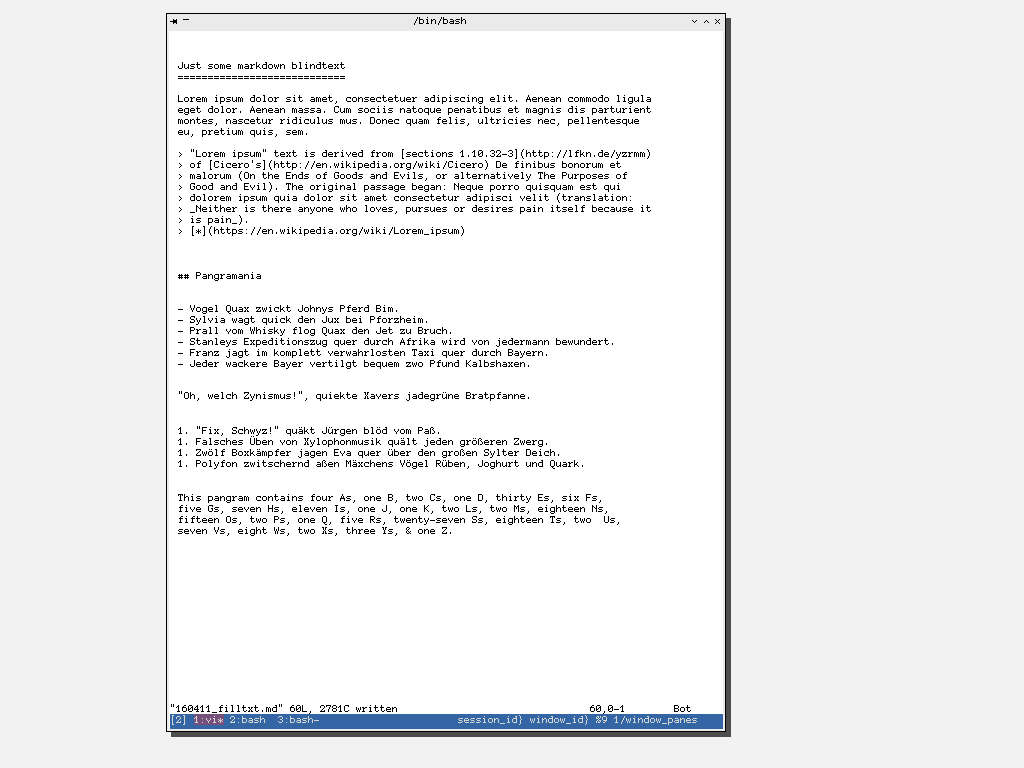 /bin/bash
Just some markdown blindtext
============================
Lorem ipsum dolor sit amet, consectetuer adipiscing elit. Aenean commodo ligula
eget dolor. Aenean massa. Cum sociis natoque penatibus et magnis dis parturient
montes, nascetur ridiculus mus. Donec quam felis, ultricies nec, pellentesque
eu, pretium quis, sem.
> "Lorem ipsum" text is derived from [sections 1.10.32-3](http://lfkn.de/yzrmm)
> of [Cicero's](http://en.wikipedia.org/wiki/Cicero) De finibus bonorum et
> malorum (On the Ends of Goods and Evils, or alternatively The Purposes of
> Good and Evil). The original passage began: Neque porro quisquam est qui
> dolorem ipsum quia dolor sit amet consectetur adipisci velit (translation:
> _Neither is there anyone who loves, pursues or desires pain itself because it
> is pain_).
> [*](https://en.wikipedia.org/wiki/Lorem_ipsum)
## Pangramania
- Vogel Quax zwickt Johnys Pferd Bim.
- Sylvia wagt quick den Jux bei Pforzheim.
- Prall vom Whisky flog Quax den Jet zu Bruch.
- Stanleys Expeditionszug quer durch Afrika wird von jedermann bewundert.
- Franz jagt im komplett verwahrlosten Taxi quer durch Bayern.
- Jeder wackere Bayer vertilgt bequem zwo Pfund Kalbshaxen.
"Oh, welch Zynismus!", quiekte Xavers jadegrüne Bratpfanne.
1. "Fix, Schwyz!" quäkt Jürgen blöd vom Paß.
1. Falsches Üben von Xylophonmusik quält jeden größeren Zwerg.
1. Zwölf Boxkämpfer jagen Eva quer über den großen Sylter Deich.
1. Polyfon zwitschernd aßen Mäxchens Vögel Rüben, Joghurt und Quark.
This pangram contains four As, one B, two Cs, one D, thirty Es, six Fs,
five Gs, seven Hs, eleven Is, one J, one K, two Ls, two Ms, eighteen Ns,
fifteen Os, two Ps, one Q, five Rs, twenty-seven Ss, eighteen Ts, two  Us,
seven Vs, eight Ws, two Xs, three Ys, & one Z.
"160411_filltxt.md" 60L, 2781C written 60,0-1 Bot
[2] 1:vi* 2:bash  3:bash- session_id} window_id} %9 1/window_panes